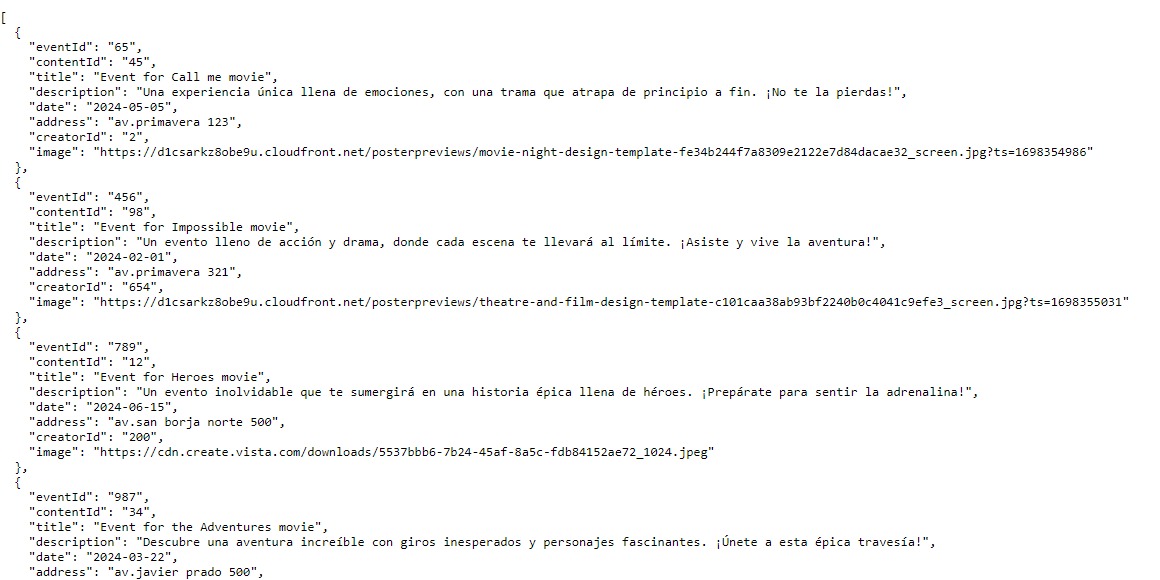 [
  {
    "eventId": "65",
    "contentId": "45",
    "title": "Event for Call me movie",
    "description": "Una experiencia única llena de emociones, con una trama que atrapa de principio a fin. ¡No te la pierdas!",
    "date": "2024-05-05",
    "address": "av.primavera 123",
    "creatorId": "2",
    "image": "https://d1csarkz8obe9u.cloudfront.net/posterpreviews/movie-night-design-template-fe34b244f7a8309e2122e7d84dacae32_screen.jpg?ts=1698354986"
  },
  {
    "eventId": "456",
    "contentId": "98",
    "title": "Event for Impossible movie",
    "description": "Un evento lleno de acción y drama, donde cada escena te llevará al límite. ¡Asiste y vive la aventura!",
    "date": "2024-02-01",
    "address": "av.primavera 321",
    "creatorId": "654",
    "image": "https://d1csarkz8obe9u.cloudfront.net/posterpreviews/theatre-and-film-design-template-c101caa38ab93bf2240b0c4041c9efe3_screen.jpg?ts=1698355031"
  },
  {
    "eventId": "789",
    "contentId": "12",
    "title": "Event for Heroes movie",
    "description": "Un evento inolvidable que te sumergirá en una historia épica llena de héroes. ¡Prepárate para sentir la adrenalina!",
    "date": "2024-06-15",
    "address": "av.san borja norte 500",
    "creatorId": "200",
    "image": "https://cdn.create.vista.com/downloads/5537bbb6-7b24-45af-8a5c-fdb84152ae72_1024.jpeg"
  },
  {
    "eventId": "987",
    "contentId": "34",
    "title": "Event for the Adventures movie",
    "description": "Descubre una aventura increíble con giros inesperados y personajes fascinantes. ¡Únete a esta épica travesía!",
    "date": "2024-03-22",
    "address": "av.javier prado 500",